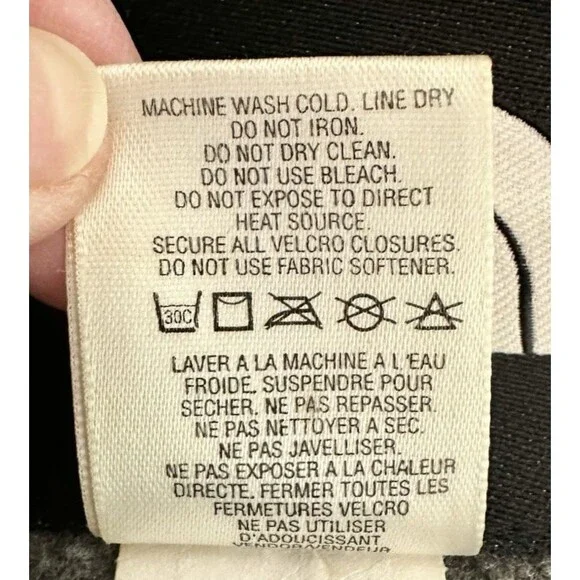 MACHINE WASH COLD. LINE DRY
DO NOT IRON.
DO NOT DRY CLEAN.
DO NOT USE BLEACH.
DO NOT EXPOSE TO DIRECT
HEAT SOURCE.
SECURE ALL VELCRO CLOSURES.
DO NOT USE FABRIC SOFTENER.
30C
LAVER A LA MACHINE A L'EAU
FROIDE. SUSPENDRE POUR
SECHER. NE PAS REPASSER.
NE PAS NETTOYER A SEC.
NE PAS JAVELLISER.
NE PAS EXPOSER A LA CHALEUR
DIRECTE. FERMER TOUTES LES
FERMETURES VELCRO
NE PAS UTILISER
D'ADOUCISSANT
VENDOR/VENDEUR